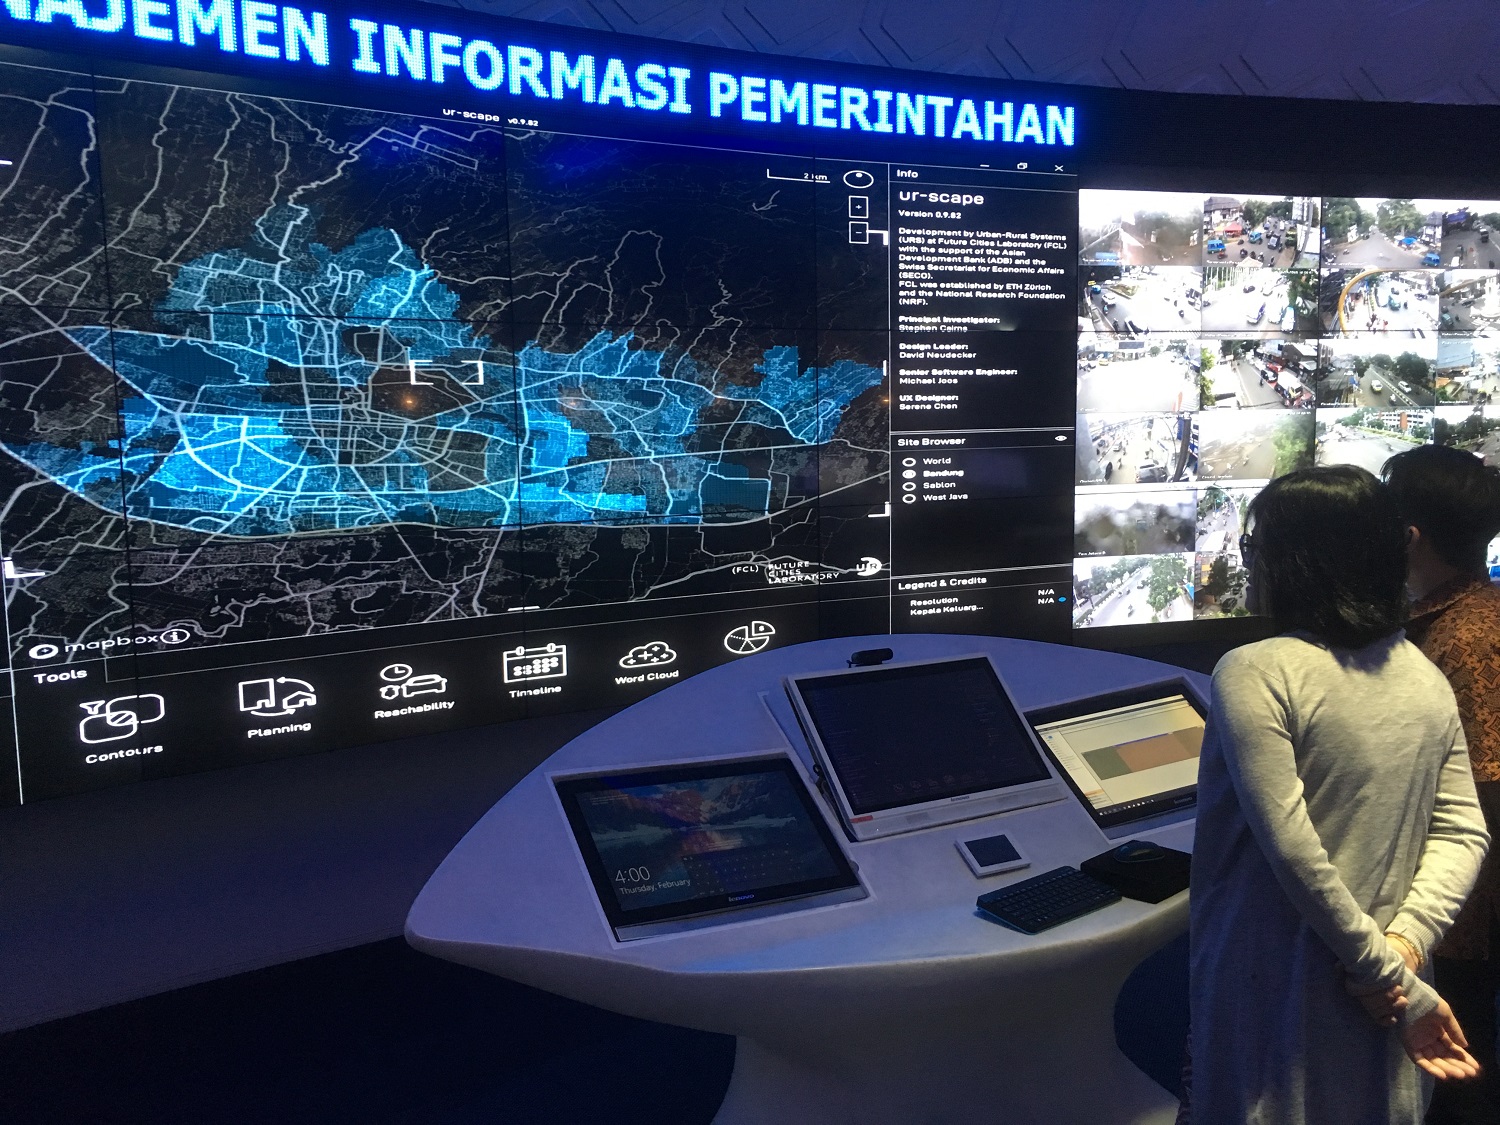 NAJEMEN INFORMASI PEMERINTAHAN
ur-scape v0.9.82
2 km
Info
ur-scape
Version 0.9.82
Development by Urban-Rural Systems
(URS) at Future Cities Laboratory (FCL)
with the support of the Asian
Development Bank (ADB) and the
Swiss Secretariat for Economic Affairs
(SECO).
FCL was established by ETH Zürich
and the National Research Foundation
(NRF).
Principal Investigator:
Stephen Cairns
Design Leader:
David Neudecker
Senior Software Engineer:
Michael Joos
UX Designer:
Serene Chen
Site Browser
World
Bandung
Sablon
West Java
Legend & Credits
N/A
Resolution N/A
Kepala Keluarg...
(FCL) FUTURE
CITIES
LABORATORY
mapbox
Tools
Contours
Planning
Reachability
Timeline
Word Cloud
4:00
Thursday, February
lenovo